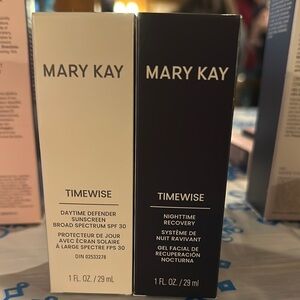 MARY KAY
TIMEWISE
DAYTIME DEFENDER
SUNSCREEN
BROAD SPECTRUM SPF 30
PROTECTEUR DE JOUR
AVEC ÉCRAN SOLAIRE
À LARGE SPECTRE FPS 30
DIN 02533278
1 FL. OZ. / 29 mL
MARY KAY
TIMEWISE
NIGHTTIME
RECOVERY
SYSTÈME DE
NUIT RAVIVANT
GEL FACIAL DE
RECUPERACIÓN
NOCTURNA
1 FL. OZ. / 29 mL